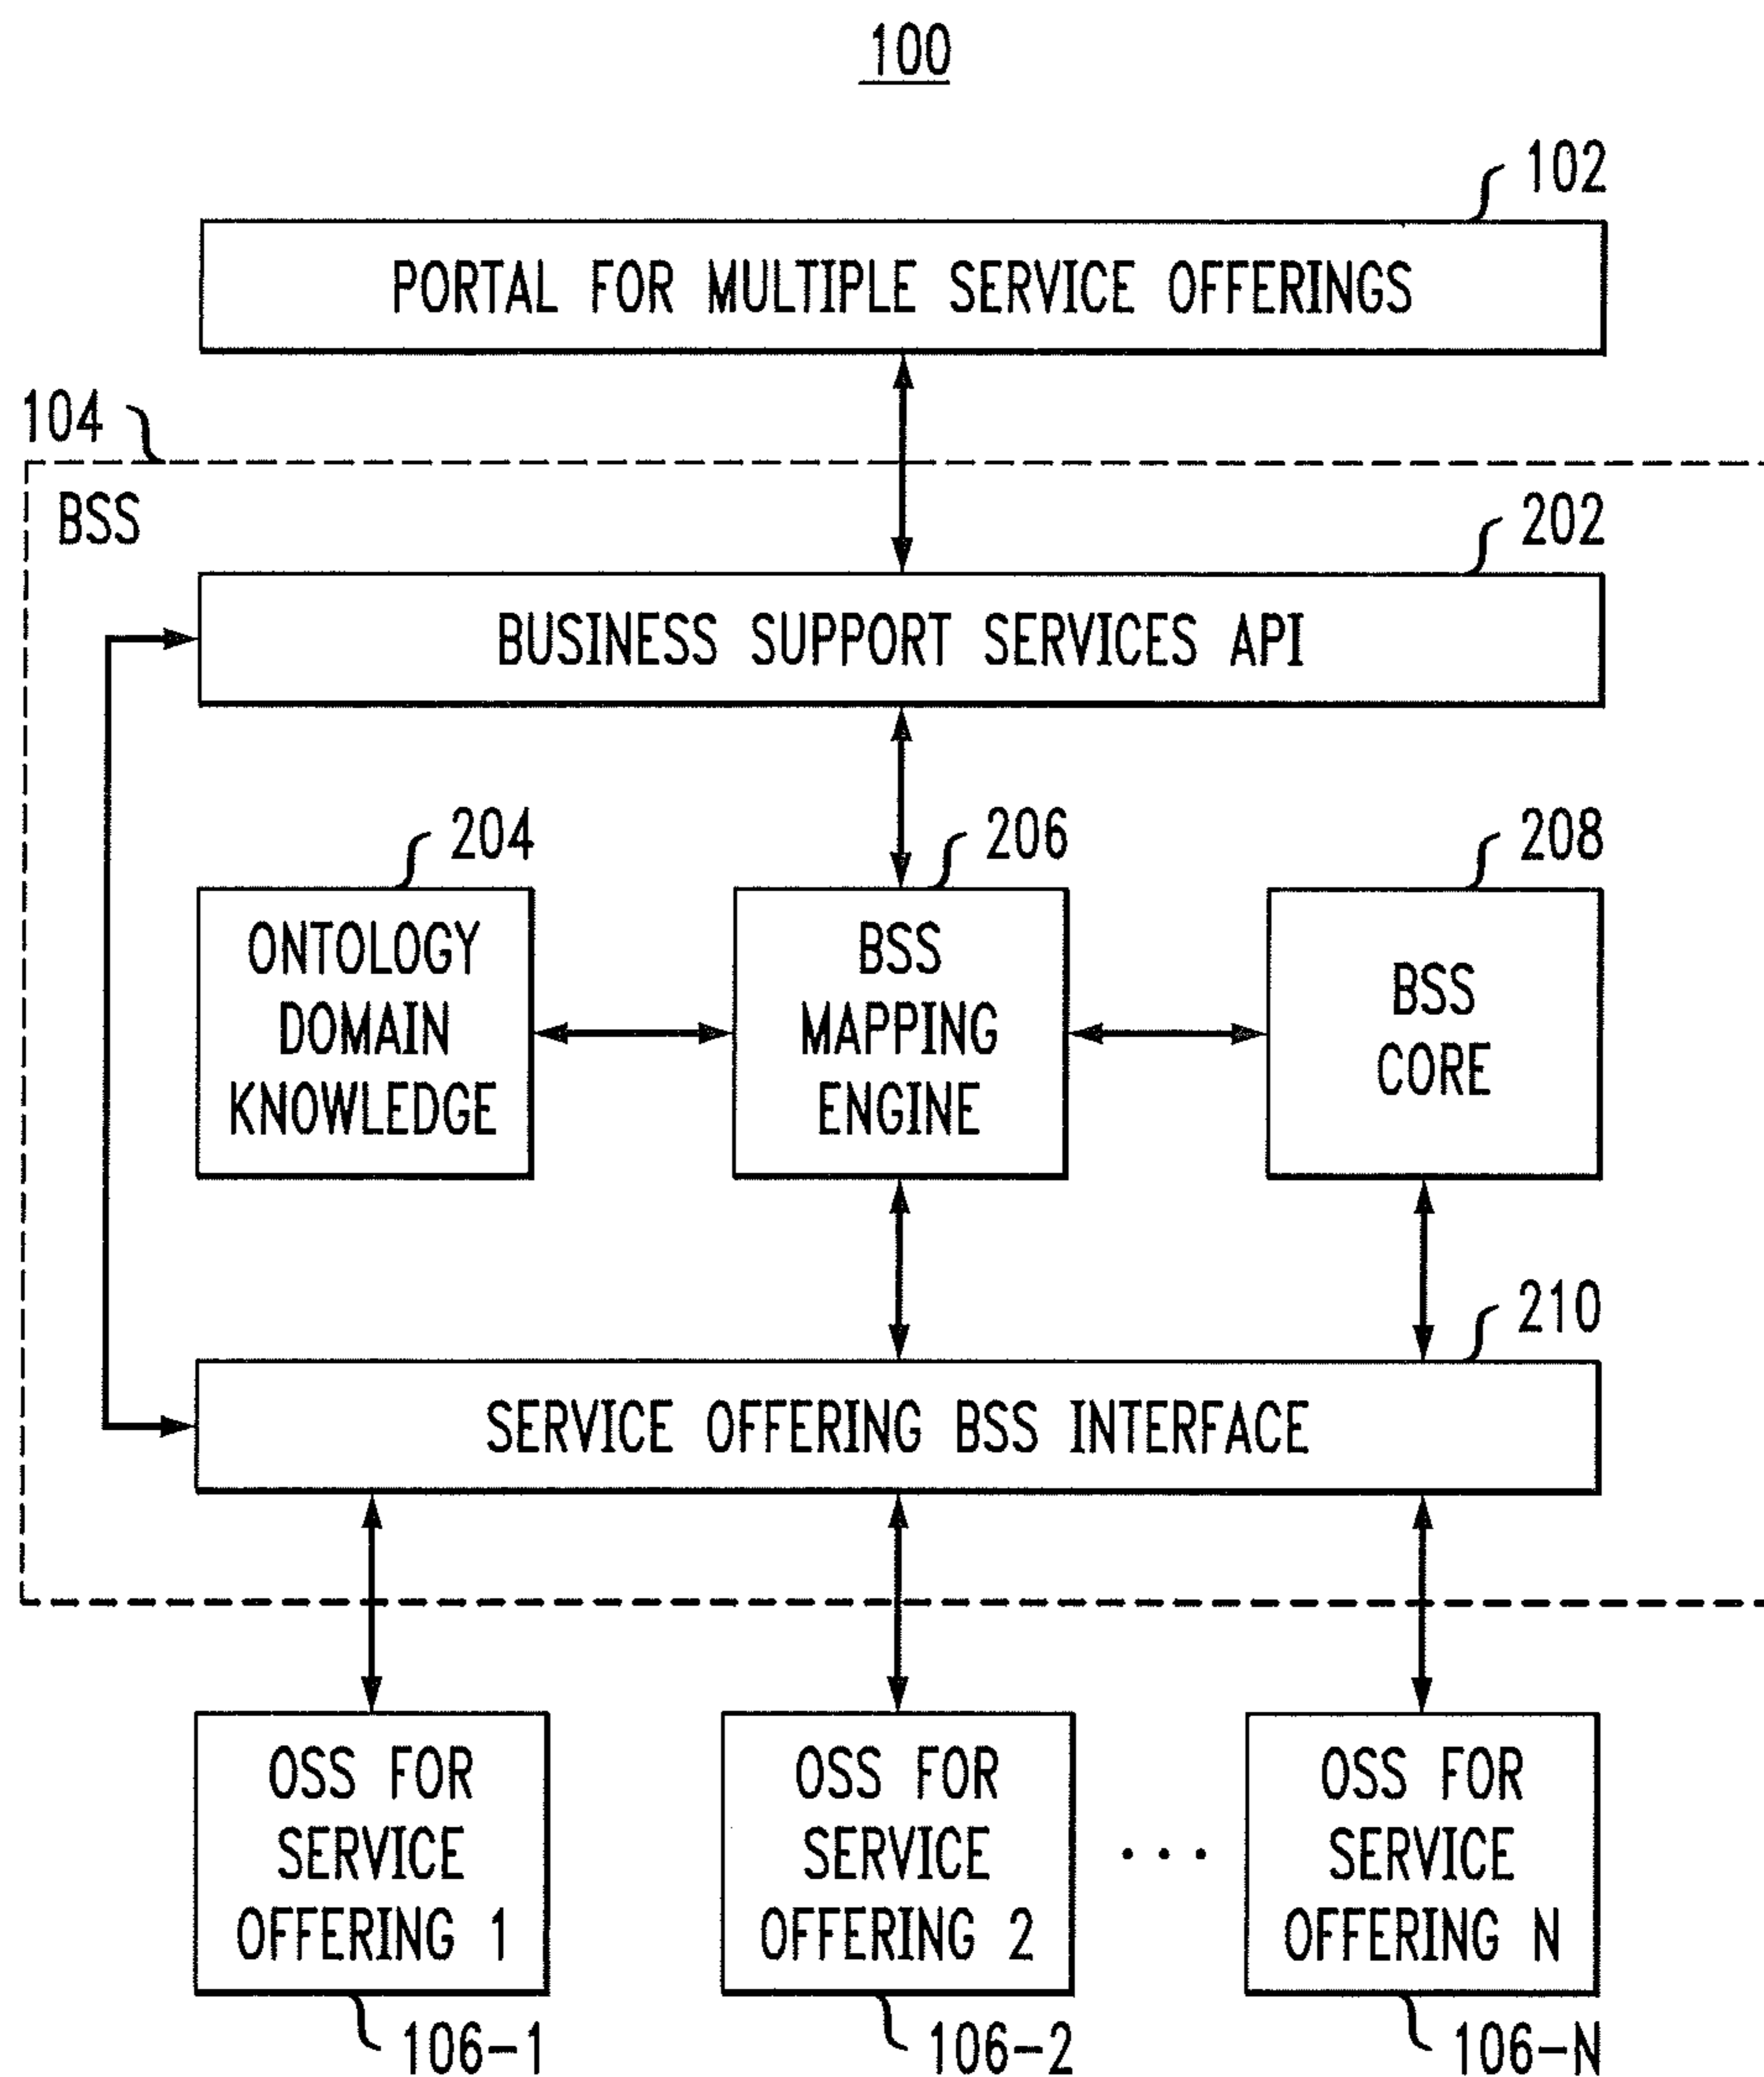 100
102
PORTAL FOR MULTIPLE SERVICE OFFERINGS
104
BSS
202
BUSINESS SUPPORT SERVICES API
204
206
208
ONTOLOGY
DOMAIN
KNOWLEDGE
BSS
MAPPING
ENGINE
BSS
CORE
210
SERVICE OFFERING BSS INTERFACE
OSS FOR
SERVICE
OFFERING 1
OSS FOR
SERVICE
OFFERING 2
...
OSS FOR
SERVICE
OFFERING N
106-1
106-2
106-N